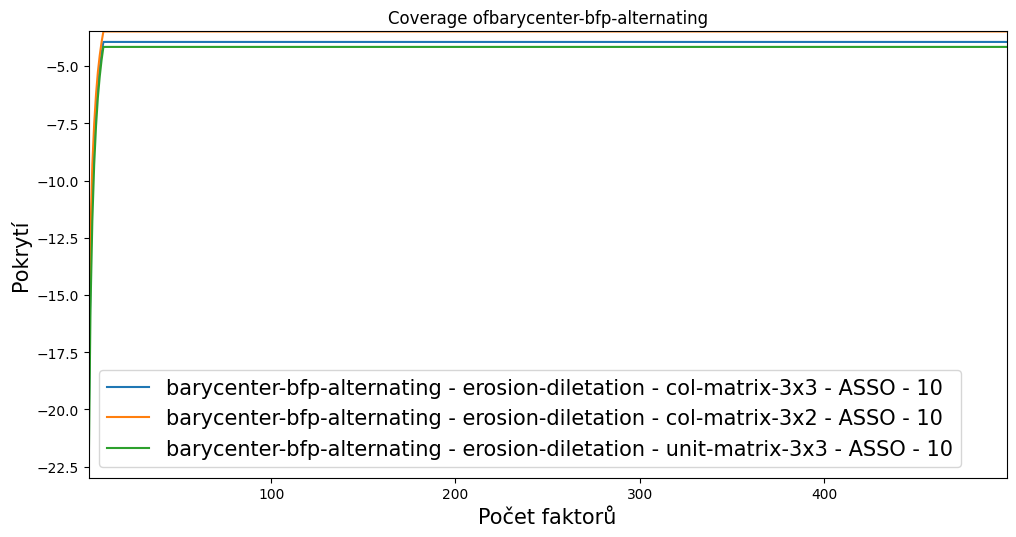 Coverage ofbarycenter-bfp-alternating
Pokrytí
−5.0
−7.5
−10.0
−12.5
−15.0
−17.5
−20.0
−22.5
barycenter-bfp-alternating - erosion-diletation - col-matrix-3x3 - ASSO - 10
barycenter-bfp-alternating - erosion-diletation - col-matrix-3x2 - ASSO - 10
barycenter-bfp-alternating - erosion-diletation - unit-matrix-3x3 - ASSO - 10
100
200
300
400
Počet faktorů